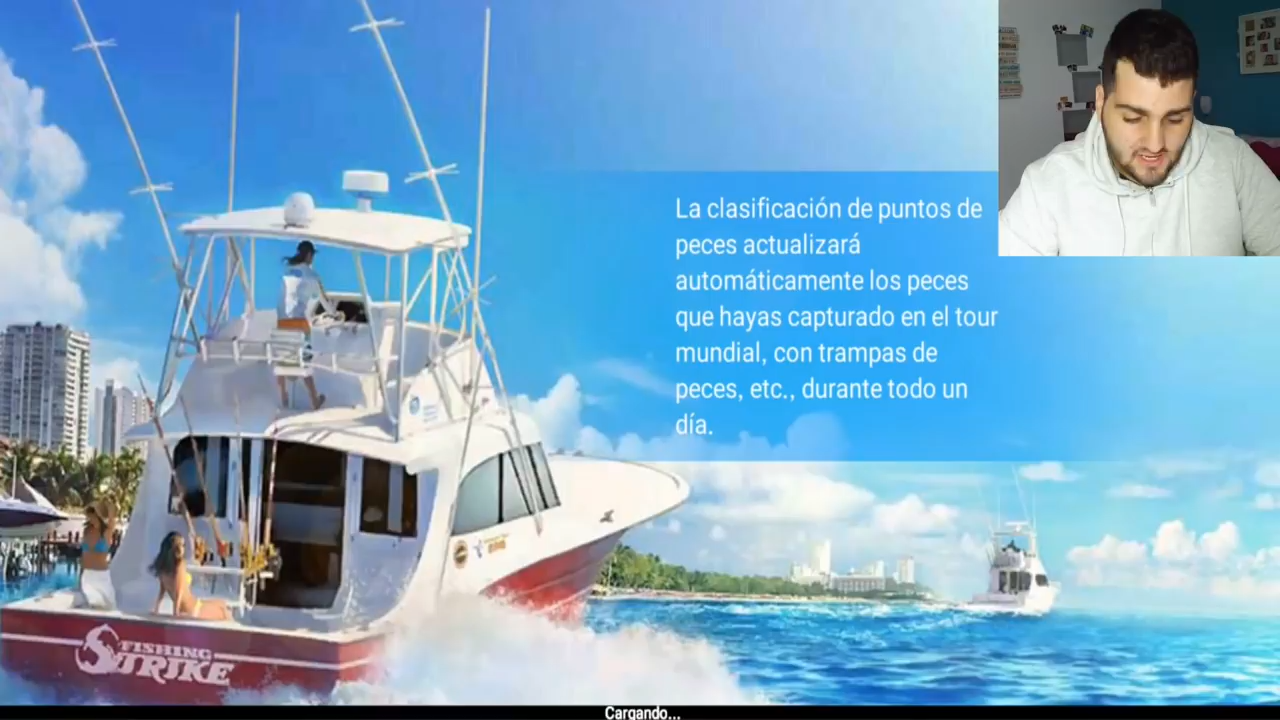 La clasificación de puntos de
peces actualizará
automáticamente los peces
que hayas capturado en el tour
mundial, con trampas de
peces, etc., durante todo un
día.
FISHING
STRIKE
Cargando...